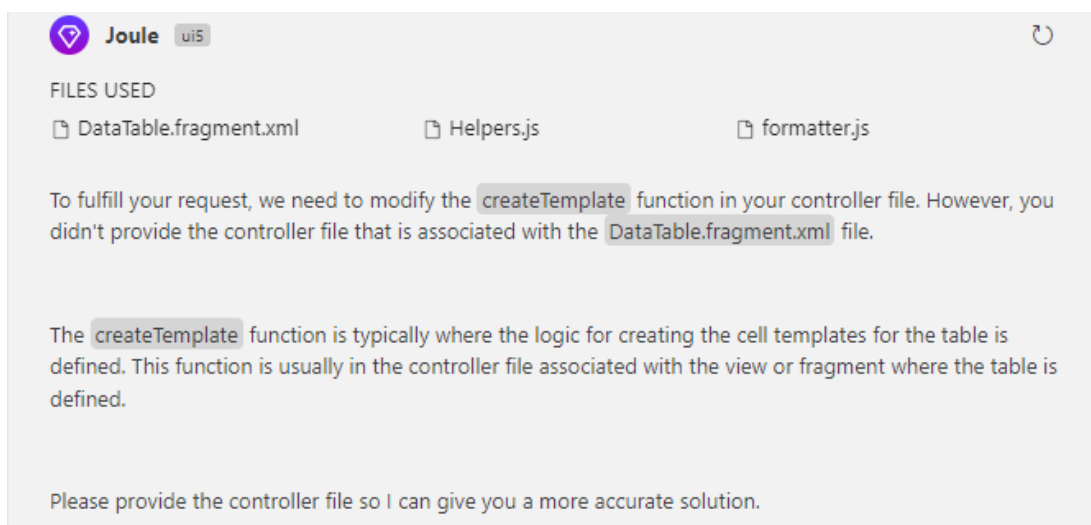 Joule ui5
FILES USED
DataTable.fragment.xml Helpers.js formatter.js
To fulfill your request, we need to modify the createTemplate function in your controller file. However, you
didn't provide the controller file that is associated with the DataTable.fragment.xml file.
The createTemplate function is typically where the logic for creating the cell templates for the table is
defined. This function is usually in the controller file associated with the view or fragment where the table is
defined.
Please provide the controller file so I can give you a more accurate solution.